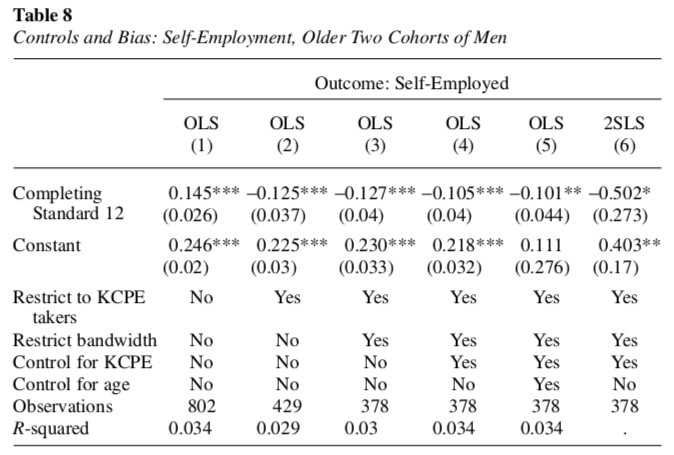 Table 8
Controls and Bias: Self-Employment, Older Two Cohorts of Men
Outcome: Self-Employed
OLS OLS OLS OLS OLS 2SLS
(1) (2) (3) (4) (5) (6)
Completing 0.145*** −0.125*** −0.127*** −0.105*** −0.101** −0.502*
Standard 12 (0.026) (0.037) (0.04) (0.04) (0.044) (0.273)
Constant 0.246*** 0.225*** 0.230*** 0.218*** 0.111 0.403**
(0.02) (0.03) (0.033) (0.032) (0.276) (0.17)
Restrict to KCPE No Yes Yes Yes Yes Yes
takers
Restrict bandwidth No No Yes Yes Yes Yes
Control for KCPE No No No Yes Yes Yes
Control for age No No No No Yes No
Observations 802 429 378 378 378 378
R-squared 0.034 0.029 0.03 0.034 0.034 .